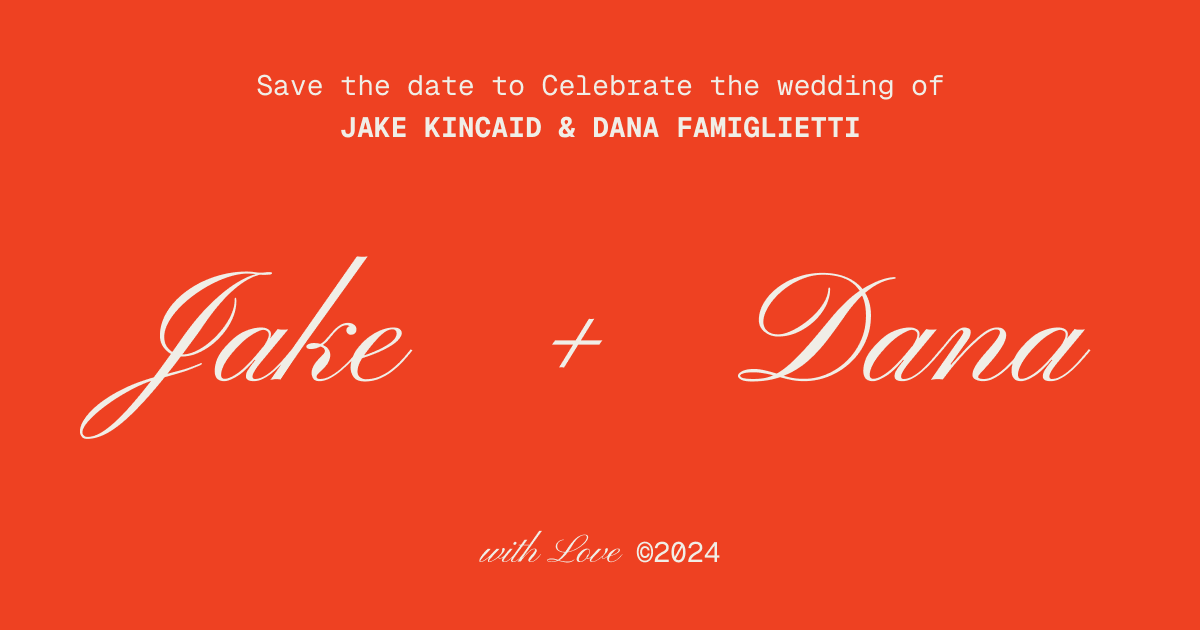 Save the date to Celebrate the wedding of
JAKE KINCAID & DANA FAMIGLIETTI
Jake + Dana
with Love ©2024